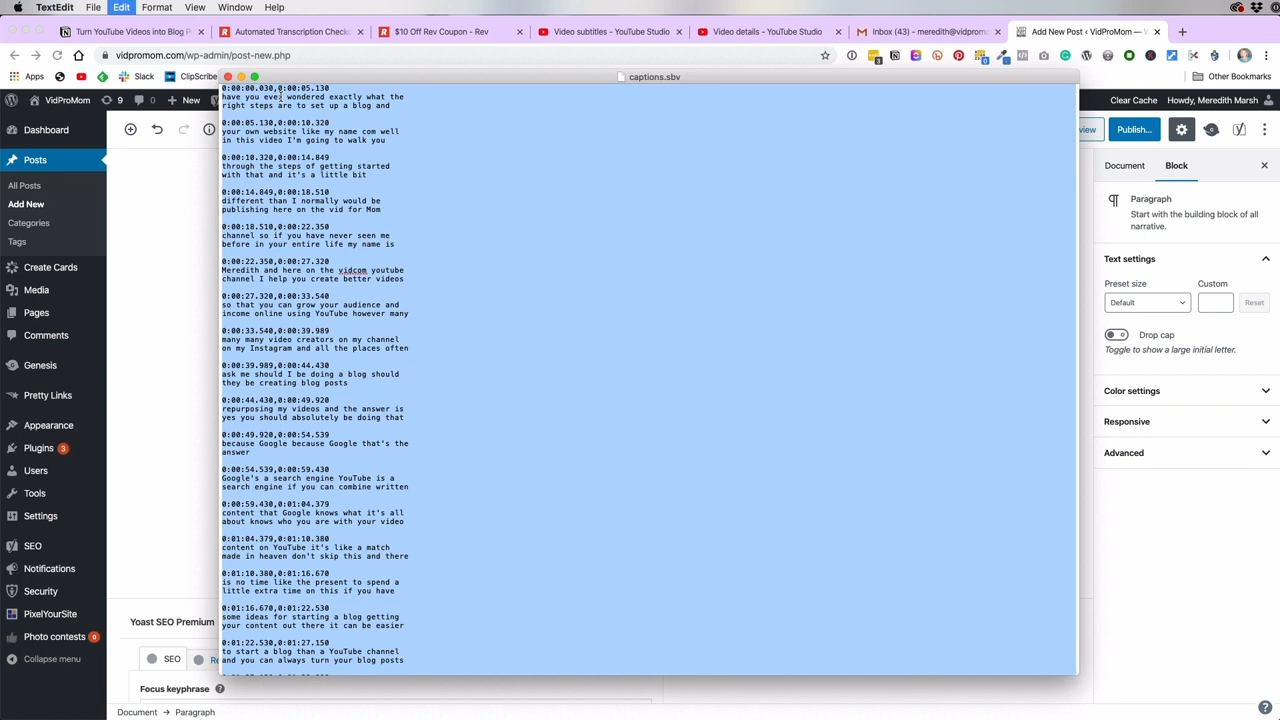 TextEdit File Edit Format View Window Help
Turn YouTube Videos into Blog P
Automated Transcription Check
$10 Off Rev Coupon - Rev
Video subtitles - YouTube Studio
Video details - YouTube Studio
Inbox (43) - meredith@vidprom
Add New Post ‹ VidProMom —
vidpromom.com/wp-admin/post-new.php
Apps
Slack
ClipScribe
Other Bookmarks
captions.sbv
VidProMom
9
New
Clear Cache
Howdy, Meredith Marsh
Dashboard
Posts
All Posts
Add New
Categories
Tags
Create Cards
Media
Pages
Comments
Genesis
Pretty Links
Appearance
Plugins 3
Users
Tools
Settings
SEO
Notifications
Security
PixelYourSite
Photo contests 0
Collapse menu
0:00:00.030,0:00:05.130
have you ever wondered exactly what the
right steps are to set up a blog and
0:00:05.130,0:00:10.320
your own website like my name com well
in this video I'm going to walk you
0:00:10.320,0:00:14.849
through the steps of getting started
with that and it's a little bit
0:00:14.849,0:00:18.510
different than I normally would be
publishing here on the vid for Mom
0:00:18.510,0:00:22.350
channel so if you have never seen me
before in your entire life my name is
0:00:22.350,0:00:27.320
Meredith and here on the vidcom youtube
channel I help you create better videos
0:00:27.320,0:00:33.540
so that you can grow your audience and
income online using YouTube however many
0:00:33.540,0:00:39.989
many many video creators on my channel
on my Instagram and all the places often
0:00:39.989,0:00:44.430
ask me should I be doing a blog should
they be creating blog posts
0:00:44.430,0:00:49.920
repurposing my videos and the answer is
yes you should absolutely be doing that
0:00:49.920,0:00:54.539
because Google because Google that's the
answer
0:00:54.539,0:00:59.430
Google's a search engine YouTube is a
search engine if you can combine written
0:00:59.430,0:01:04.379
content that Google knows what it's all
about knows who you are with your video
0:01:04.379,0:01:10.380
content on YouTube it's like a match
made in heaven don't skip this and there
0:01:10.380,0:01:16.670
is no time like the present to spend a
little extra time on this if you have
0:01:16.670,0:01:22.530
some ideas for starting a blog getting
your content out there it can be easier
0:01:22.530,0:01:27.150
to start a blog than a YouTube channel
and you can always turn your blog posts
view
Publish...
Document
Block
Paragraph
Start with the building block of all
narrative.
Text settings
Preset size
Custom
Default
Reset
Drop cap
Toggle to show a large initial letter.
Color settings
Responsive
Advanced
Yoast SEO Premium
SEO
Re
Focus keyphrase
Document → Paragraph